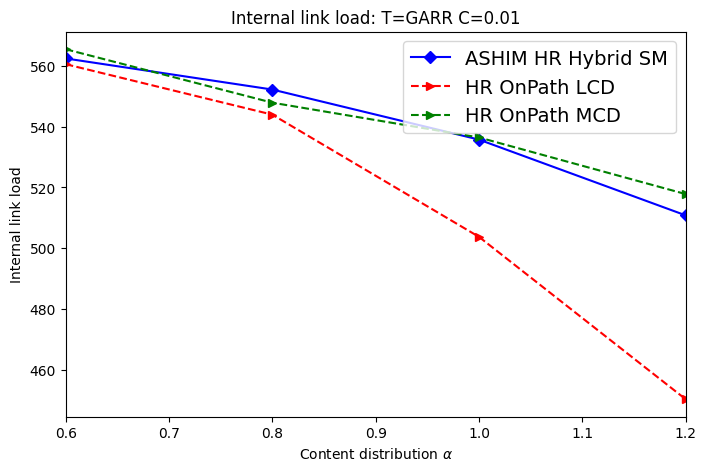 Internal link load: T=GARR C=0.01
ASHIM HR Hybrid SM
HR OnPath LCD
HR OnPath MCD
Internal link load
560
540
520
500
480
460
0.6 0.7 0.8 0.9 1.0 1.1 1.2
Content distribution α